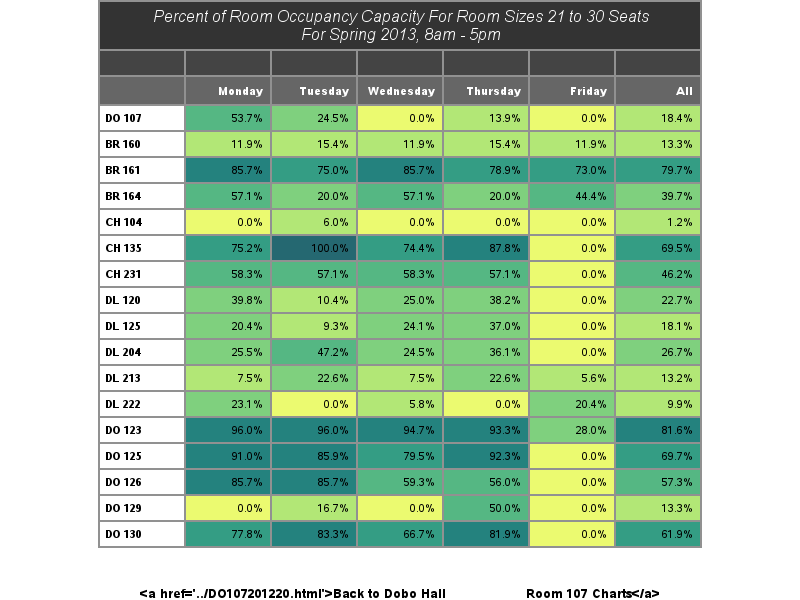 Percent of Room Occupancy Capacity For Room Sizes 21 to 30 Seats
For Spring 2013, 8am - 5pm
Monday Tuesday Wednesday Thursday Friday All
DO 107 53.7% 24.5% 0.0% 13.9% 0.0% 18.4%
BR 160 11.9% 15.4% 11.9% 15.4% 11.9% 13.3%
BR 161 85.7% 75.0% 85.7% 78.9% 73.0% 79.7%
BR 164 57.1% 20.0% 57.1% 20.0% 44.4% 39.7%
CH 104 0.0% 6.0% 0.0% 0.0% 0.0% 1.2%
CH 135 75.2% 100.0% 74.4% 87.8% 0.0% 69.5%
CH 231 58.3% 57.1% 58.3% 57.1% 0.0% 46.2%
DL 120 39.8% 10.4% 25.0% 38.2% 0.0% 22.7%
DL 125 20.4% 9.3% 24.1% 37.0% 0.0% 18.1%
DL 204 25.5% 47.2% 24.5% 36.1% 0.0% 26.7%
DL 213 7.5% 22.6% 7.5% 22.6% 5.6% 13.2%
DL 222 23.1% 0.0% 5.8% 0.0% 20.4% 9.9%
DO 123 96.0% 96.0% 94.7% 93.3% 28.0% 81.6%
DO 125 91.0% 85.9% 79.5% 92.3% 0.0% 69.7%
DO 126 85.7% 85.7% 59.3% 56.0% 0.0% 57.3%
DO 129 0.0% 16.7% 0.0% 50.0% 0.0% 13.3%
DO 130 77.8% 83.3% 66.7% 81.9% 0.0% 61.9%
<a href='../DO107201220.html'>Back to Dobo Hall Room 107 Charts</a>